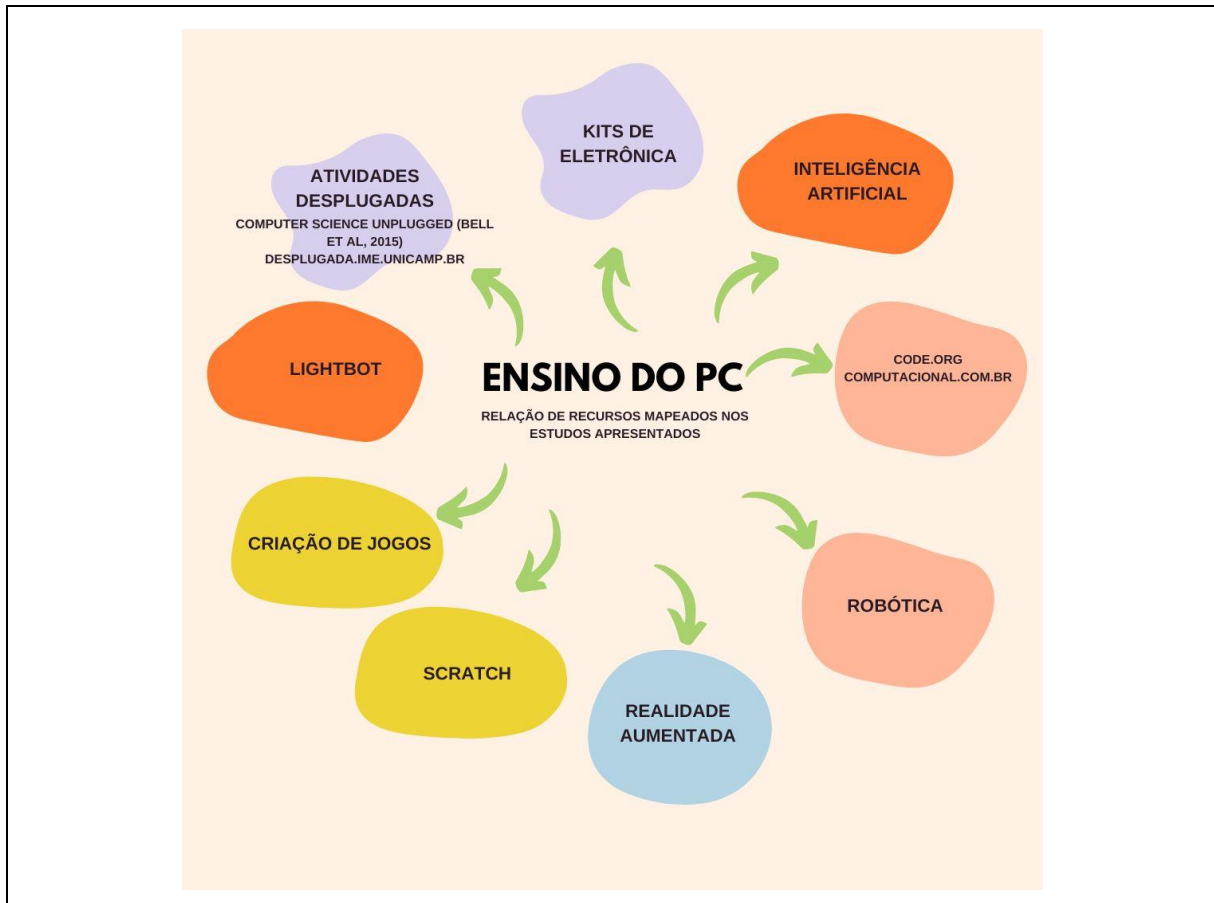 KITS DE
ELETRÔNICA
INTELIGÊNCIA
ARTIFICIAL
ATIVIDADES
DESPLUGADAS
COMPUTER SCIENCE UNPLUGGED (BELL
ET AL, 2015)
DESPLUGADA.IME.UNICAMP.BR
LIGHTBOT
ENSINO DO PC
RELAÇÃO DE RECURSOS MAPEADOS NOS
ESTUDOS APRESENTADOS
CODE.ORG
COMPUTACIONAL.COM.BR
CRIAÇÃO DE JOGOS
ROBÓTICA
SCRATCH
REALIDADE
AUMENTADA